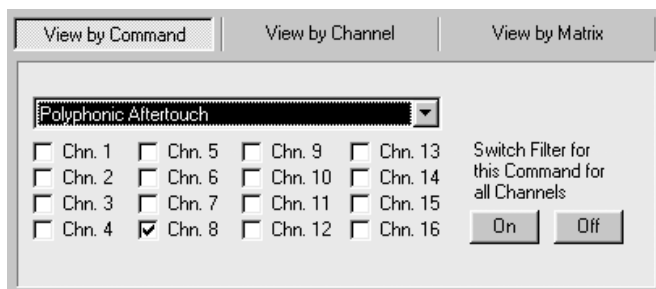 View by Command View by Channel View by Matrix
Polyphonic Aftertouch
Chn. 1 Chn. 5 Chn. 9 Chn. 13
Chn. 2 Chn. 6 Chn. 10 Chn. 14
Chn. 3 Chn. 7 Chn. 11 Chn. 15
Chn. 4 Chn. 8 Chn. 12 Chn. 16
Switch Filter for
this Command for
all Channels
On Off